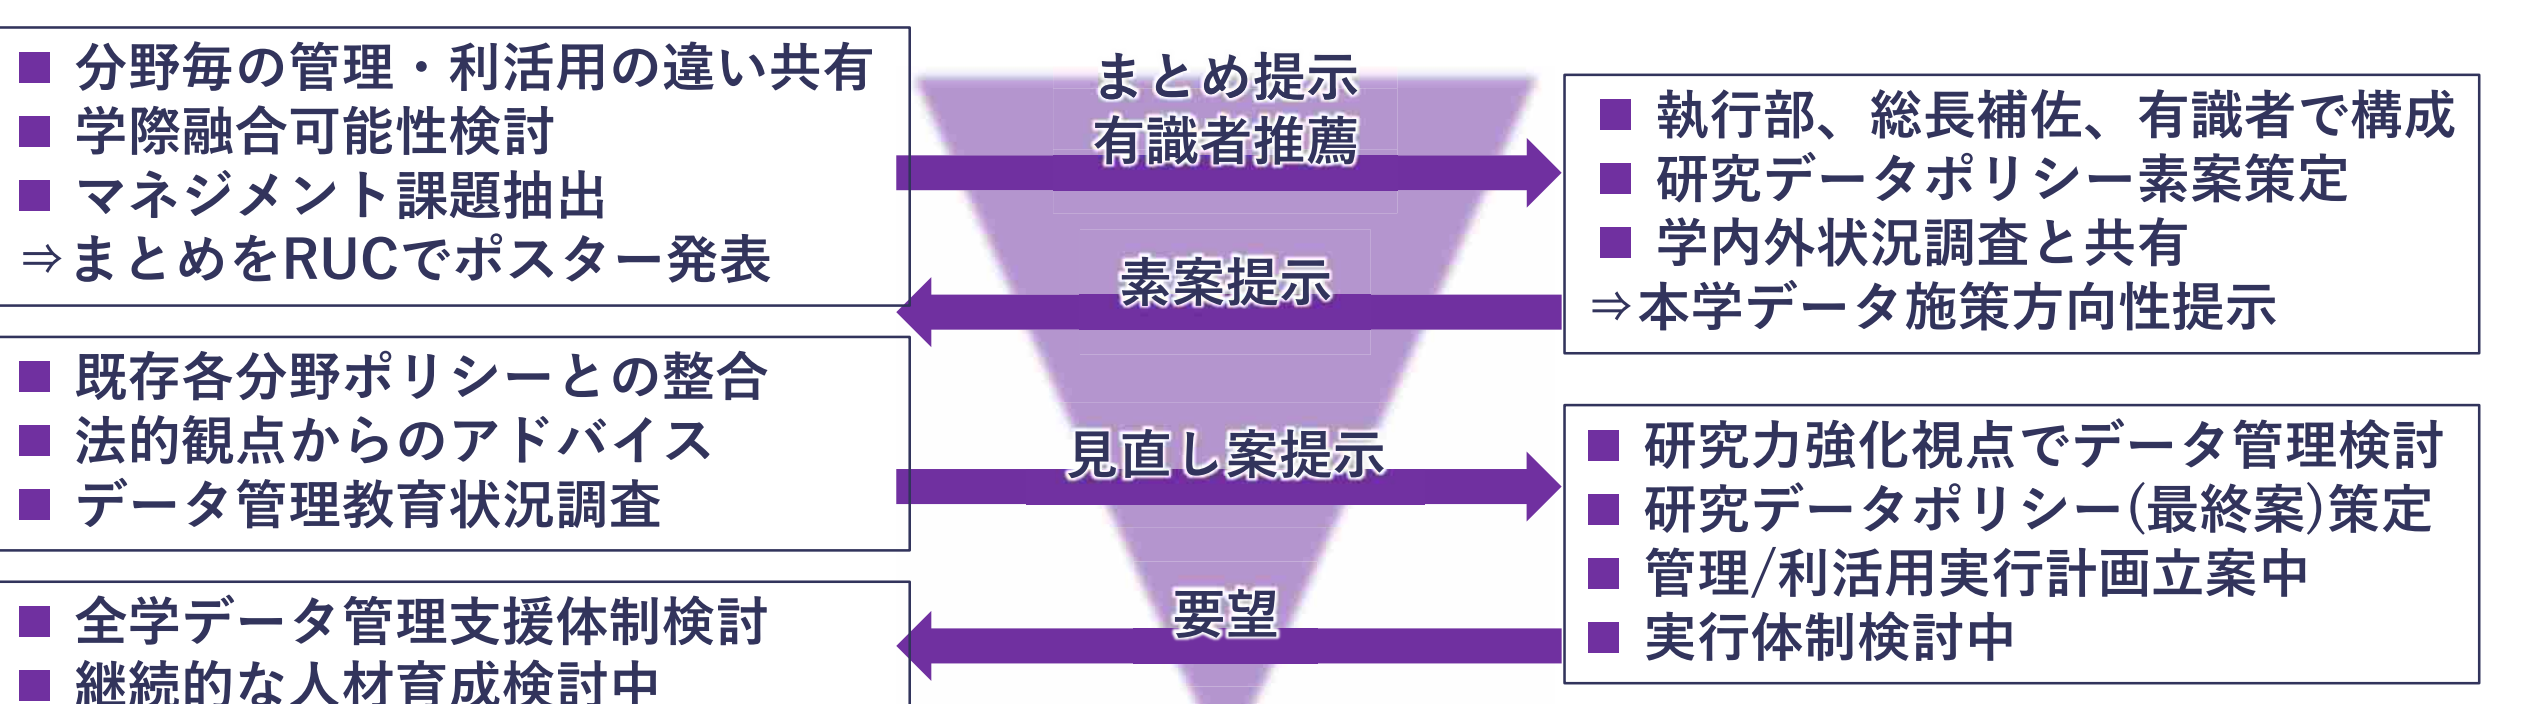 ■ 分野毎の管理・利活用の違い共有
■ 学際融合可能性検討
■ マネジメント課題抽出
⇒まとめをRUCでポスター発表
■ 既存各分野ポリシーとの整合
■ 法的観点からのアドバイス
■ データ管理教育状況調査
■ 全学データ管理支援体制検討
■ 継続的な人材育成検討中
まとめ提示
有識者推薦
素案提示
見直し案提示
要望
■ 執行部、総長補佐、有識者で構成
■ 研究データポリシー素案策定
■ 学内外状況調査と共有
⇒本学データ施策方向性提示
■ 研究力強化視点でデータ管理検討
■ 研究データポリシー(最終案)策定
■ 管理/利活用実行計画立案中
■ 実行体制検討中